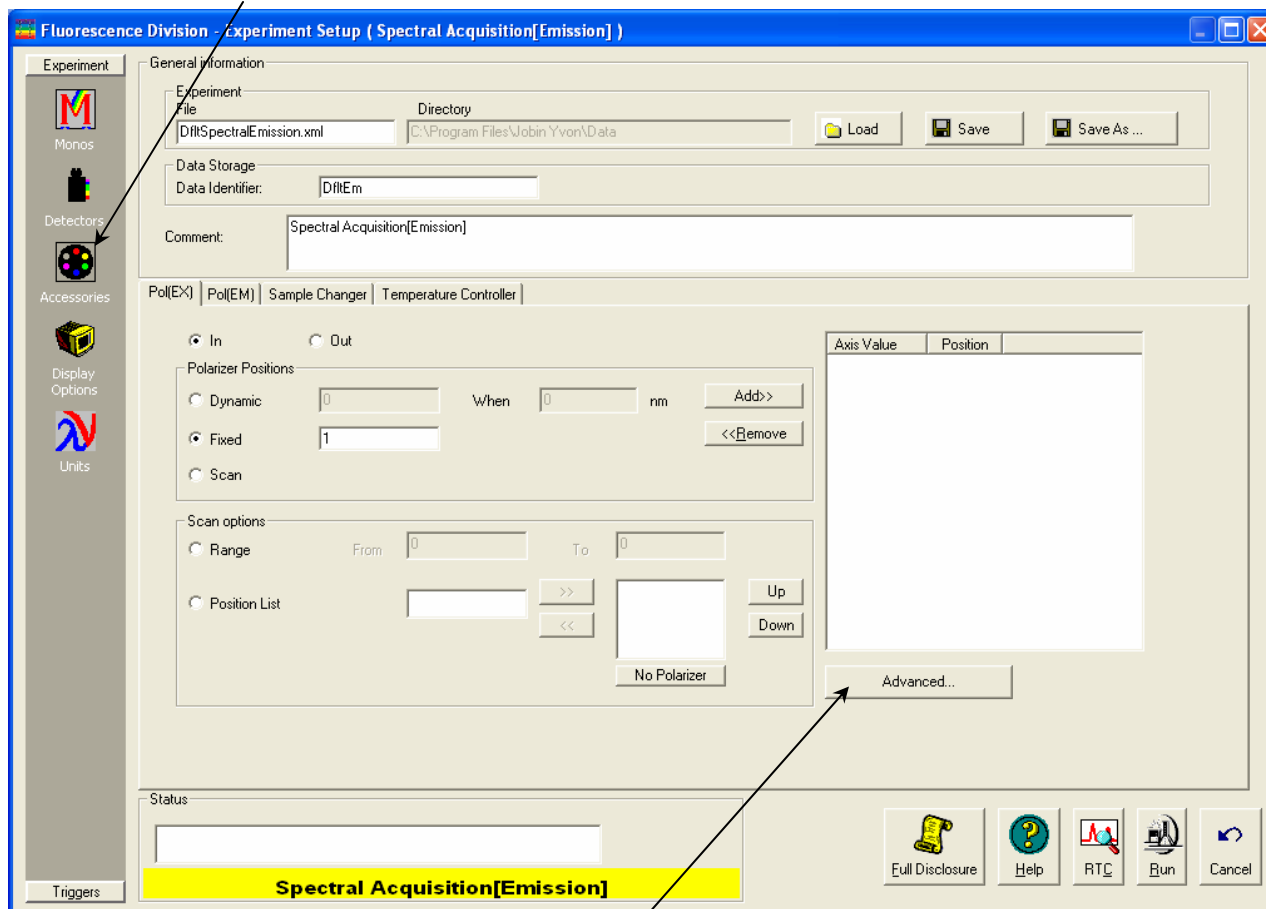 Fluorescence Division - Experiment Setup ( Spectral Acquisition[Emission] )
Experiment
Monos
Detectors
Accessories
Display
Options
Units
Triggers
General information
Experiment
File
Directory
DfltSpectralEmission.xml
C:\Program Files\Jobin Yvon\Data
Load
Save
Save As ...
Data Storage
Data Identifier:
DfltEm
Comment:
Spectral Acquisition[Emission]
Pol(EX)
Pol(EM)
Sample Changer
Temperature Controller
In
Out
Polarizer Positions
Dynamic
0
When
0
nm
Add>>
Fixed
1
<<Remove
Scan
Scan options
Range
From
0
To
0
Position List
>>
<<
Up
Down
No Polarizer
Axis Value
Position
Advanced...
Status
Spectral Acquisition[Emission]
Full Disclosure
Help
RTC
Run
Cancel